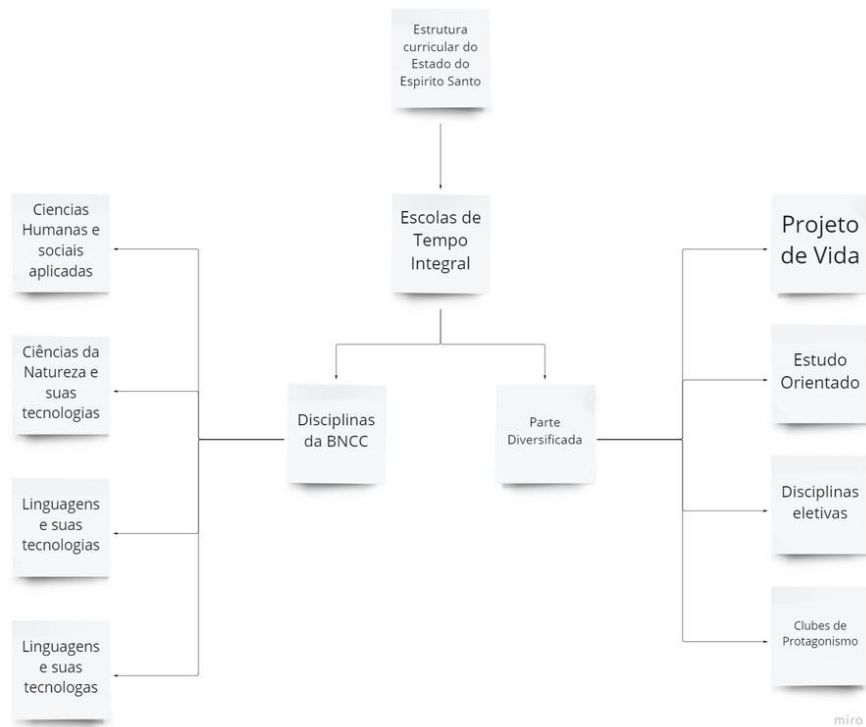 Estrutura
curricular do
Estado do
Espirito Santo
Escolas de
Tempo
Integral
Disciplinas
da BNCC
Parte
Diversificada
Ciencias
Humanas e
sociais
aplicadas
Ciências da
Natureza e
suas
tecnologias
Linguagens
e suas
tecnologias
Linguagens
e suas
tecnologas
Projeto
de Vida
Estudo
Orientado
Disciplinas
eletivas
Clubes de
Protagonismo
miro